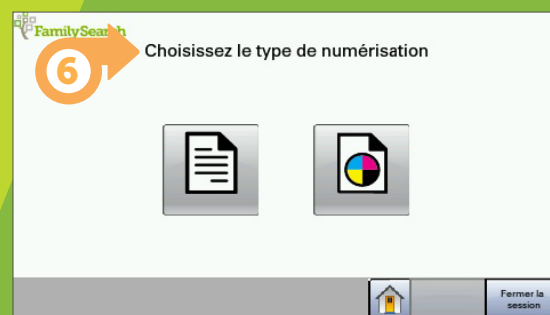 FamilySearch
6
Choisissez le type de numérisation
Fermer la
session